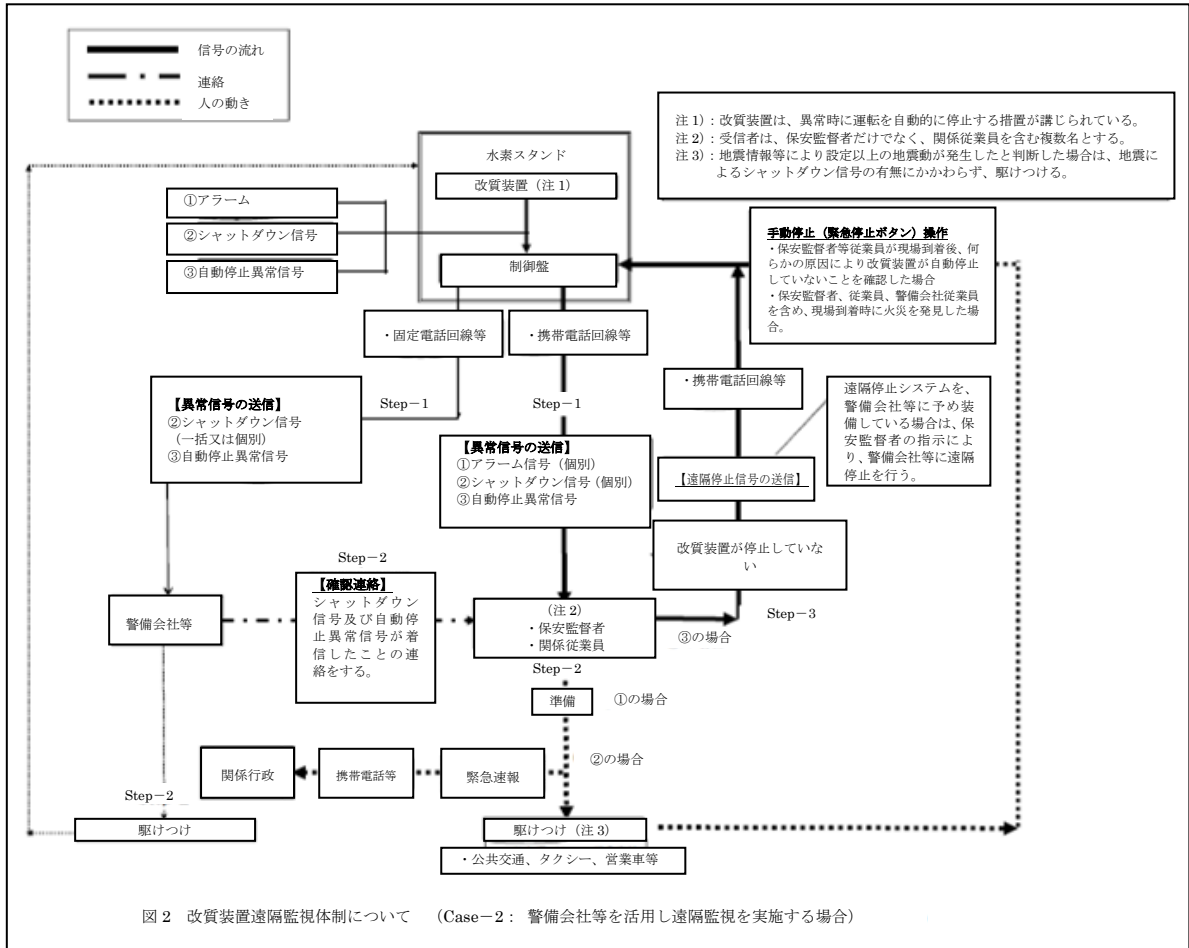 信号の流れ
連絡
人の動き
注 1）：改質装置は、異常時に運転を自動的に停止する措置が講じられている。
注 2）：受信者は、保安監督者だけでなく、関係従業員を含む複数名とする。
注 3）：地震情報等により設定以上の地震動が発生したと判断した場合は、地震に
よるシャットダウン信号の有無にかかわらず、駆けつける。
水素スタンド
改質装置（注 1）
①アラーム
②シャットダウン信号
③自動停止異常信号
制御盤
手動停止（緊急停止ボタン）操作
・保安監督者等従業員が現場到着後、何
らかの原因により改質装置が自動停止
していないことを確認した場合
・保安監督者、従業員、警備会社従業員
を含め、現場到着時に火災を発見した場
合。
・固定電話回線等
・携帯電話回線等
・携帯電話回線等
Step－1
Step－1
【異常信号の送信】
②シャットダウン信号
（一括又は個別）
③自動停止異常信号
【異常信号の送信】
①アラーム信号（個別）
②シャットダウン信号（個別）
③自動停止異常信号
遠隔停止システムを、
警備会社等に予め装
備している場合は、保
安監督者の指示によ
り、警備会社等に遠隔
停止を行う。
【遠隔停止信号の送信】
改質装置が停止していな
い
Step－2
【確認連絡】
シャットダウン
信号及び自動停
止異常信号が着
信したことの連
絡をする。
警備会社等
（注 2）
・保安監督者
・関係従業員
③の場合
Step－3
Step－2
準備
①の場合
②の場合
関係行政
携帯電話等
緊急速報
Step－2
駆けつけ
駆けつけ（注 3）
・公共交通、タクシー、営業車等
図 2　改質装置遠隔監視体制について　（Case－2： 警備会社等を活用し遠隔監視を実施する場合）